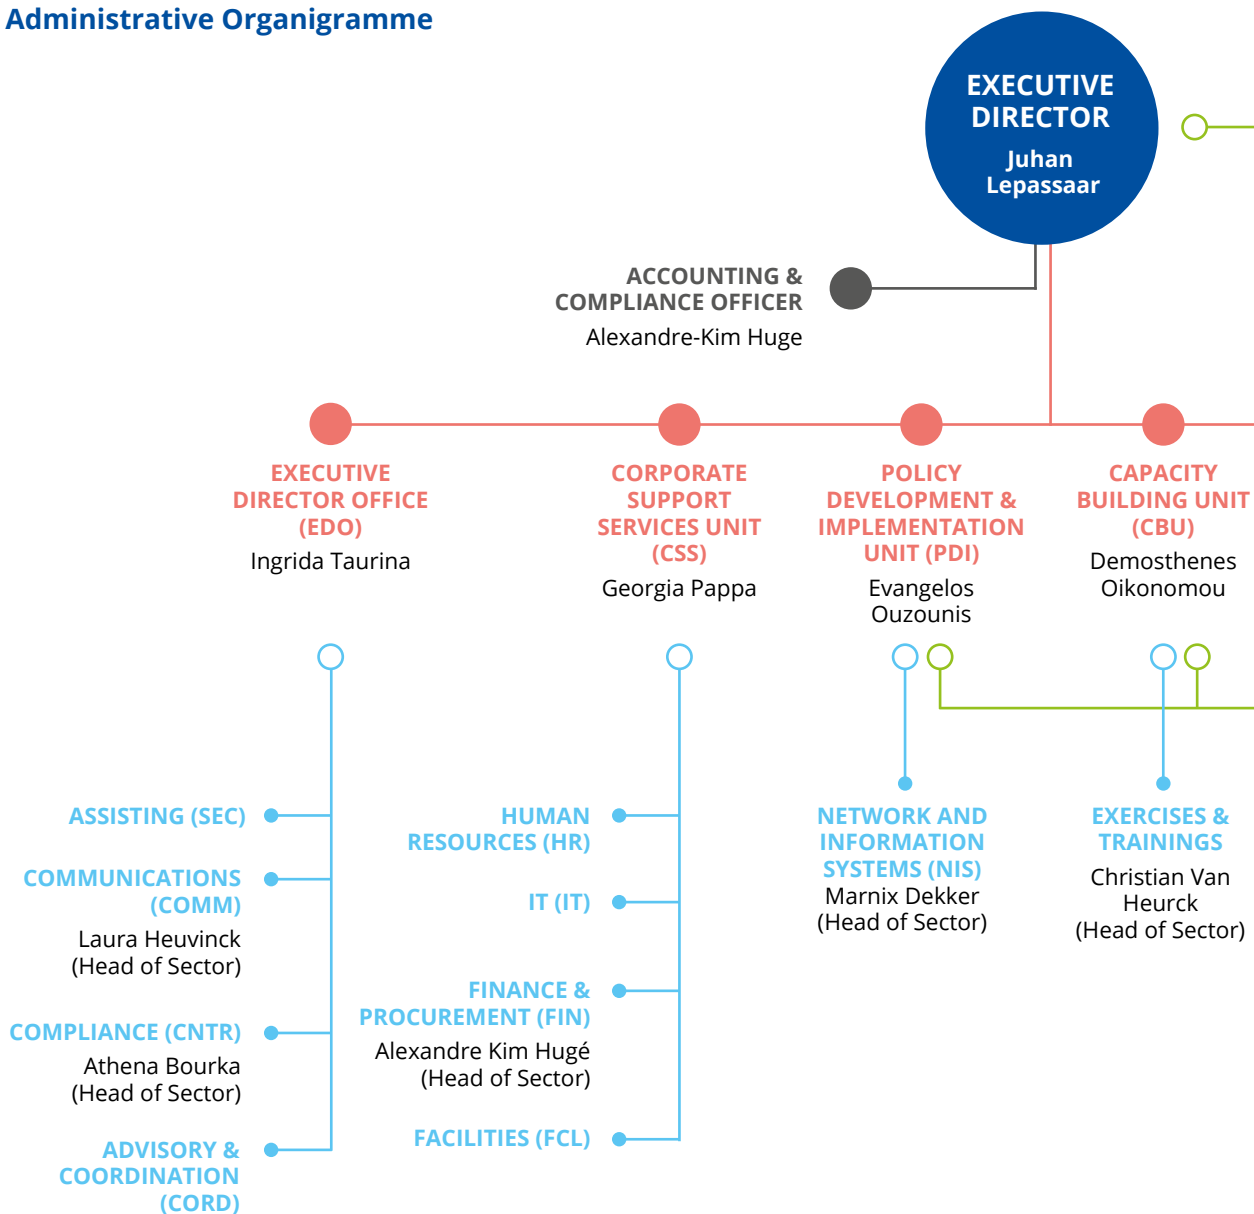 Administrative Organigramme
EXECUTIVE
DIRECTOR
Juhan
Lepassaar
ACCOUNTING &
COMPLIANCE OFFICER
Alexandre-Kim Huge
EXECUTIVE
DIRECTOR OFFICE
(EDO)
Ingrida Taurina
CORPORATE
SUPPORT
SERVICES UNIT
(CSS)
Georgia Pappa
POLICY
DEVELOPMENT &
IMPLEMENTATION
UNIT (PDI)
Evangelos
Ouzounis
CAPACITY
BUILDING UNIT
(CBU)
Demosthenes
Oikonomou
ASSISTING (SEC)
COMMUNICATIONS
(COMM)
Laura Heuvinck
(Head of Sector)
COMPLIANCE (CNTR)
Athena Bourka
(Head of Sector)
ADVISORY &
COORDINATION
(CORD)
HUMAN
RESOURCES (HR)
IT (IT)
FINANCE &
PROCUREMENT (FIN)
Alexandre Kim Hugé
(Head of Sector)
FACILITIES (FCL)
NETWORK AND
INFORMATION
SYSTEMS (NIS)
Marnix Dekker
(Head of Sector)
EXERCISES &
TRAININGS
Christian Van
Heurck
(Head of Sector)